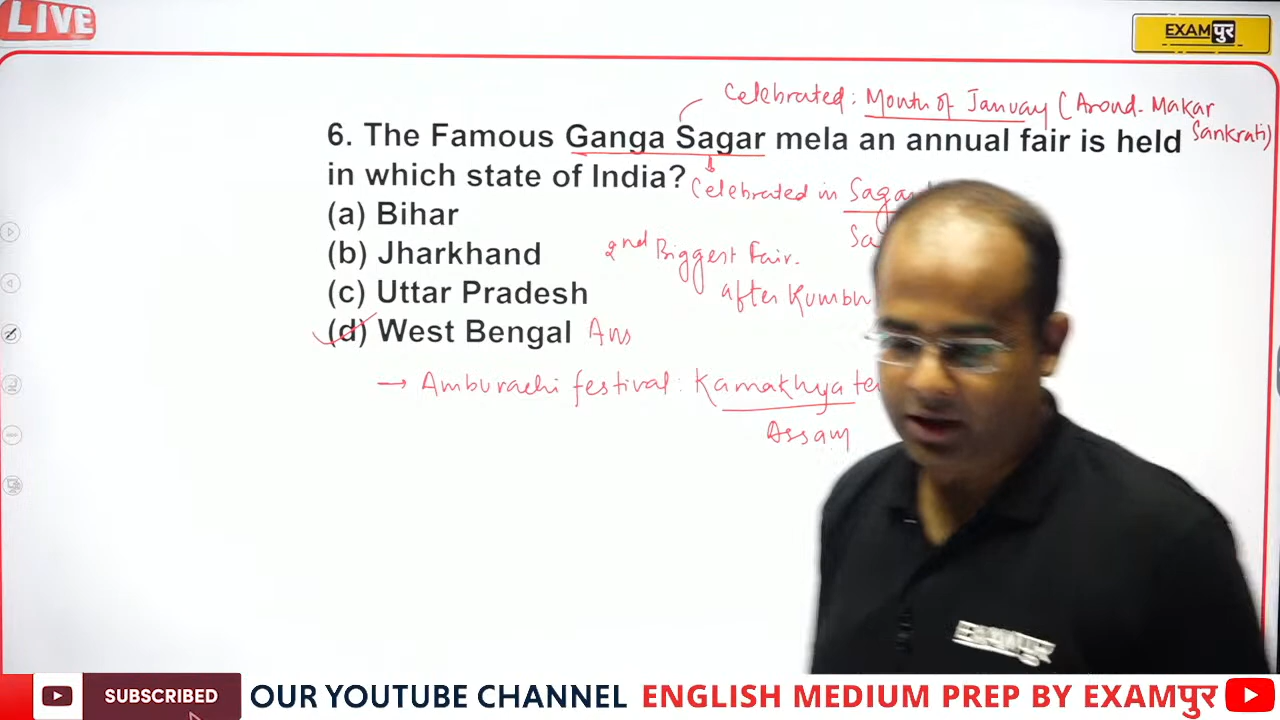 LIVE
EXAMपुर
Celebrated: Month of Januay (Arond-Makar
Sankrati)
6. The Famous Ganga Sagar mela an annual fair is held
in which state of India?
Celebrated in Sagar
(a) Bihar
(b) Jharkhand
2nd Biggest Fair.
(c) Uttar Pradesh
after Kumbh
(d) West Bengal Ans
→ Amburachi festival: Kamakhya
Assam
EXAMपुर
SUBSCRIBED OUR YOUTUBE CHANNEL ENGLISH MEDIUM PREP BY EXAMपुर